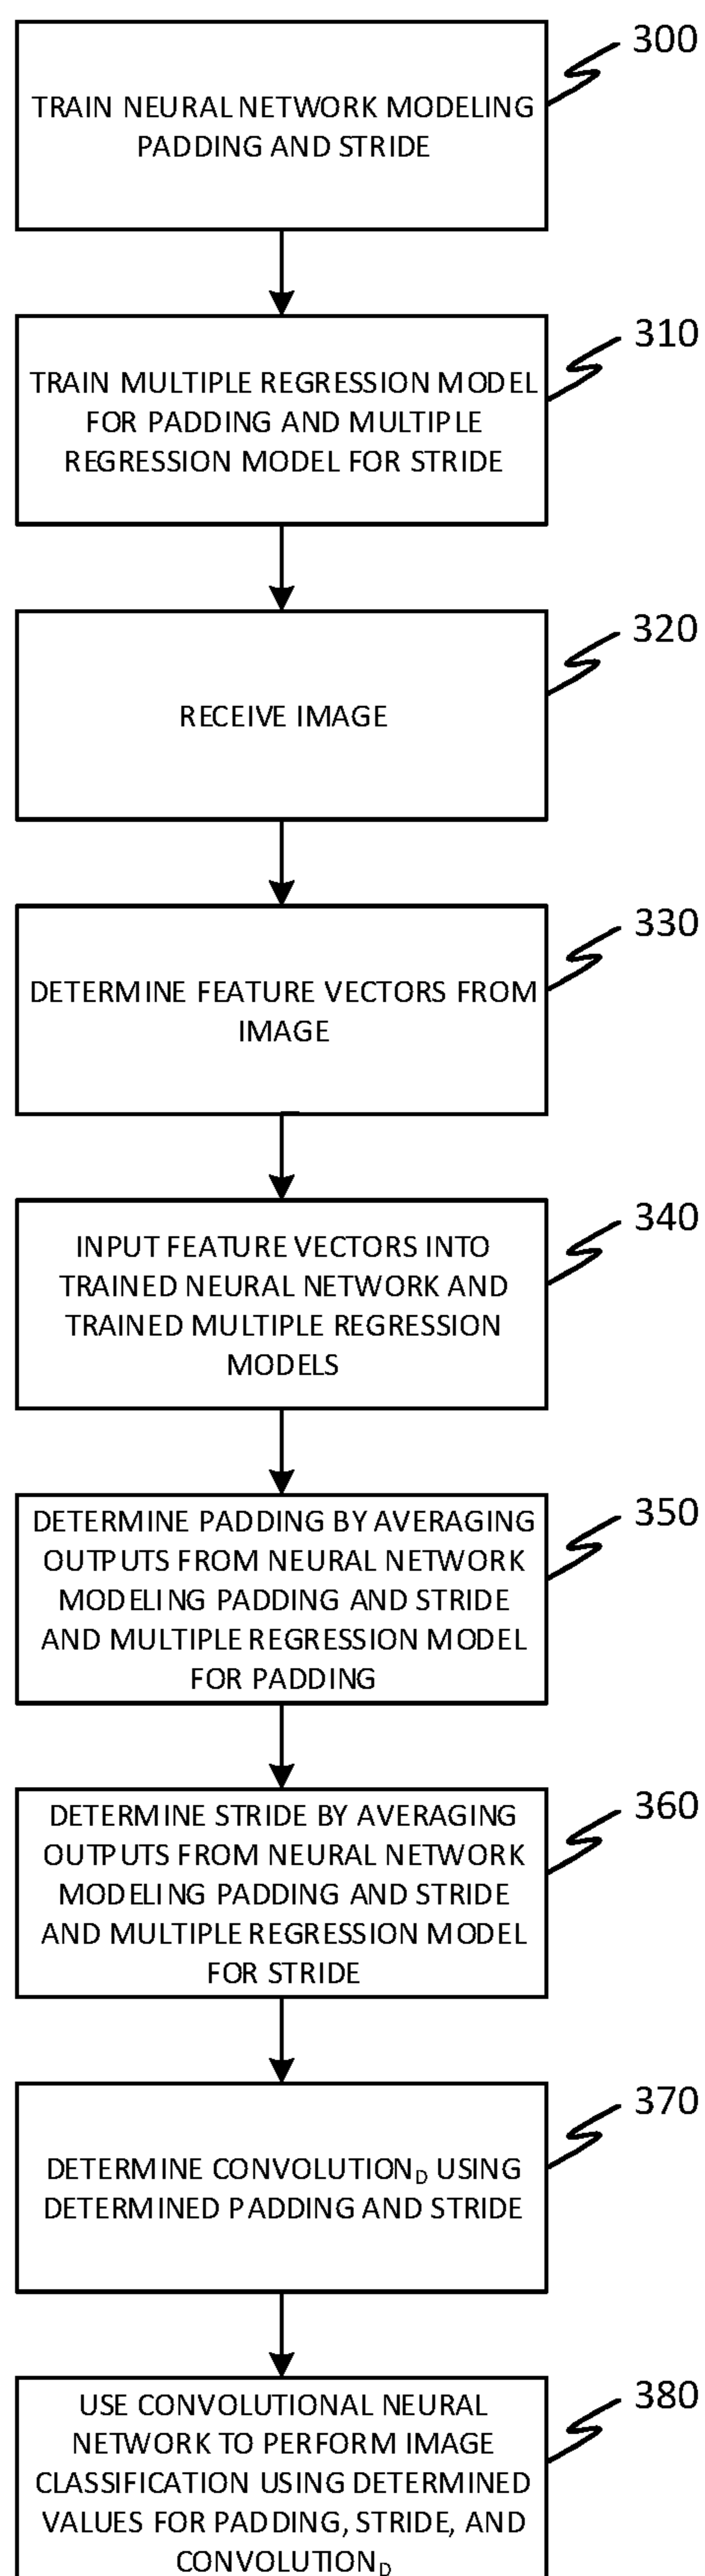 300
TRAIN NEURAL NETWORK MODELING
PADDING AND STRIDE
310
TRAIN MULTIPLE REGRESSION MODEL
FOR PADDING AND MULTIPLE
REGRESSION MODEL FOR STRIDE
320
RECEIVE IMAGE
330
DETERMINE FEATURE VECTORS FROM
IMAGE
340
INPUT FEATURE VECTORS INTO
TRAINED NEURAL NETWORK AND
TRAINED MULTIPLE REGRESSION
MODELS
350
DETERMINE PADDING BY AVERAGING
OUTPUTS FROM NEURAL NETWORK
MODELING PADDING AND STRIDE
AND MULTIPLE REGRESSION MODEL
FOR PADDING
360
DETERMINE STRIDE BY AVERAGING
OUTPUTS FROM NEURAL NETWORK
MODELING PADDING AND STRIDE
AND MULTIPLE REGRESSION MODEL
FOR STRIDE
370
DETERMINE CONVOLUTION_D USING
DETERMINED PADDING AND STRIDE
380
USE CONVOLUTIONAL NEURAL
NETWORK TO PERFORM IMAGE
CLASSIFICATION USING DETERMINED
VALUES FOR PADDING, STRIDE, AND
CONVOLUTION_D